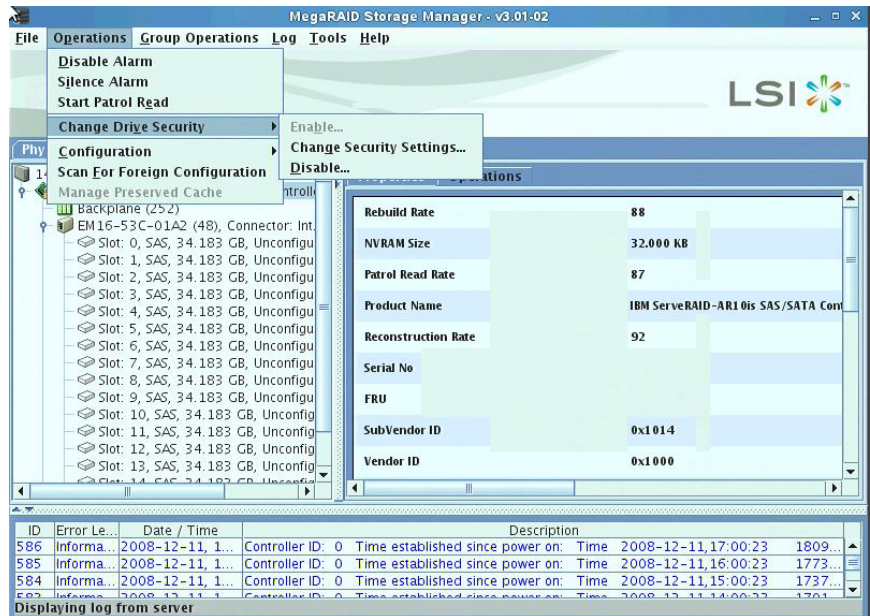 MegaRAID Storage Manager - v3.01-02
File Operations Group Operations Log Tools Help
Disable Alarm
Silence Alarm
Start Patrol Read
LSI
Change Drive Security
Enable...
Configuration
Change Security Settings...
Scan For Foreign Configuration
Disable...
Manage Preserved Cache
Phy
Backplane (252)
EM16-53C-01A2 (48), Connector: Int.
Slot: 0, SAS, 34.183 GB, Unconfigu
Slot: 1, SAS, 34.183 GB, Unconfigu
Slot: 2, SAS, 34.183 GB, Unconfigu
Slot: 3, SAS, 34.183 GB, Unconfigu
Slot: 4, SAS, 34.183 GB, Unconfigu
Slot: 5, SAS, 34.183 GB, Unconfigu
Slot: 6, SAS, 34.183 GB, Unconfigu
Slot: 7, SAS, 34.183 GB, Unconfigu
Slot: 8, SAS, 34.183 GB, Unconfigu
Slot: 9, SAS, 34.183 GB, Unconfigu
Slot: 10, SAS, 34.183 GB, Unconfig
Slot: 11, SAS, 34.183 GB, Unconfig
Slot: 12, SAS, 34.183 GB, Unconfig
Slot: 13, SAS, 34.183 GB, Unconfig
Rebuild Rate 88
NVRAM Size 32.000 KB
Patrol Read Rate 87
Product Name IBM ServeRAID-AR10is SAS/SATA Cont
Reconstruction Rate 92
Serial No
FRU
SubVendor ID 0x1014
Vendor ID 0x1000
ID Error Le... Date / Time Description
586 Informa... 2008-12-11, 1... Controller ID: 0 Time established since power on: Time 2008-12-11,17:00:23 1809...
585 Informa... 2008-12-11, 1... Controller ID: 0 Time established since power on: Time 2008-12-11,16:00:23 1773...
584 Informa... 2008-12-11, 1... Controller ID: 0 Time established since power on: Time 2008-12-11,15:00:23 1737...
Displaying log from server